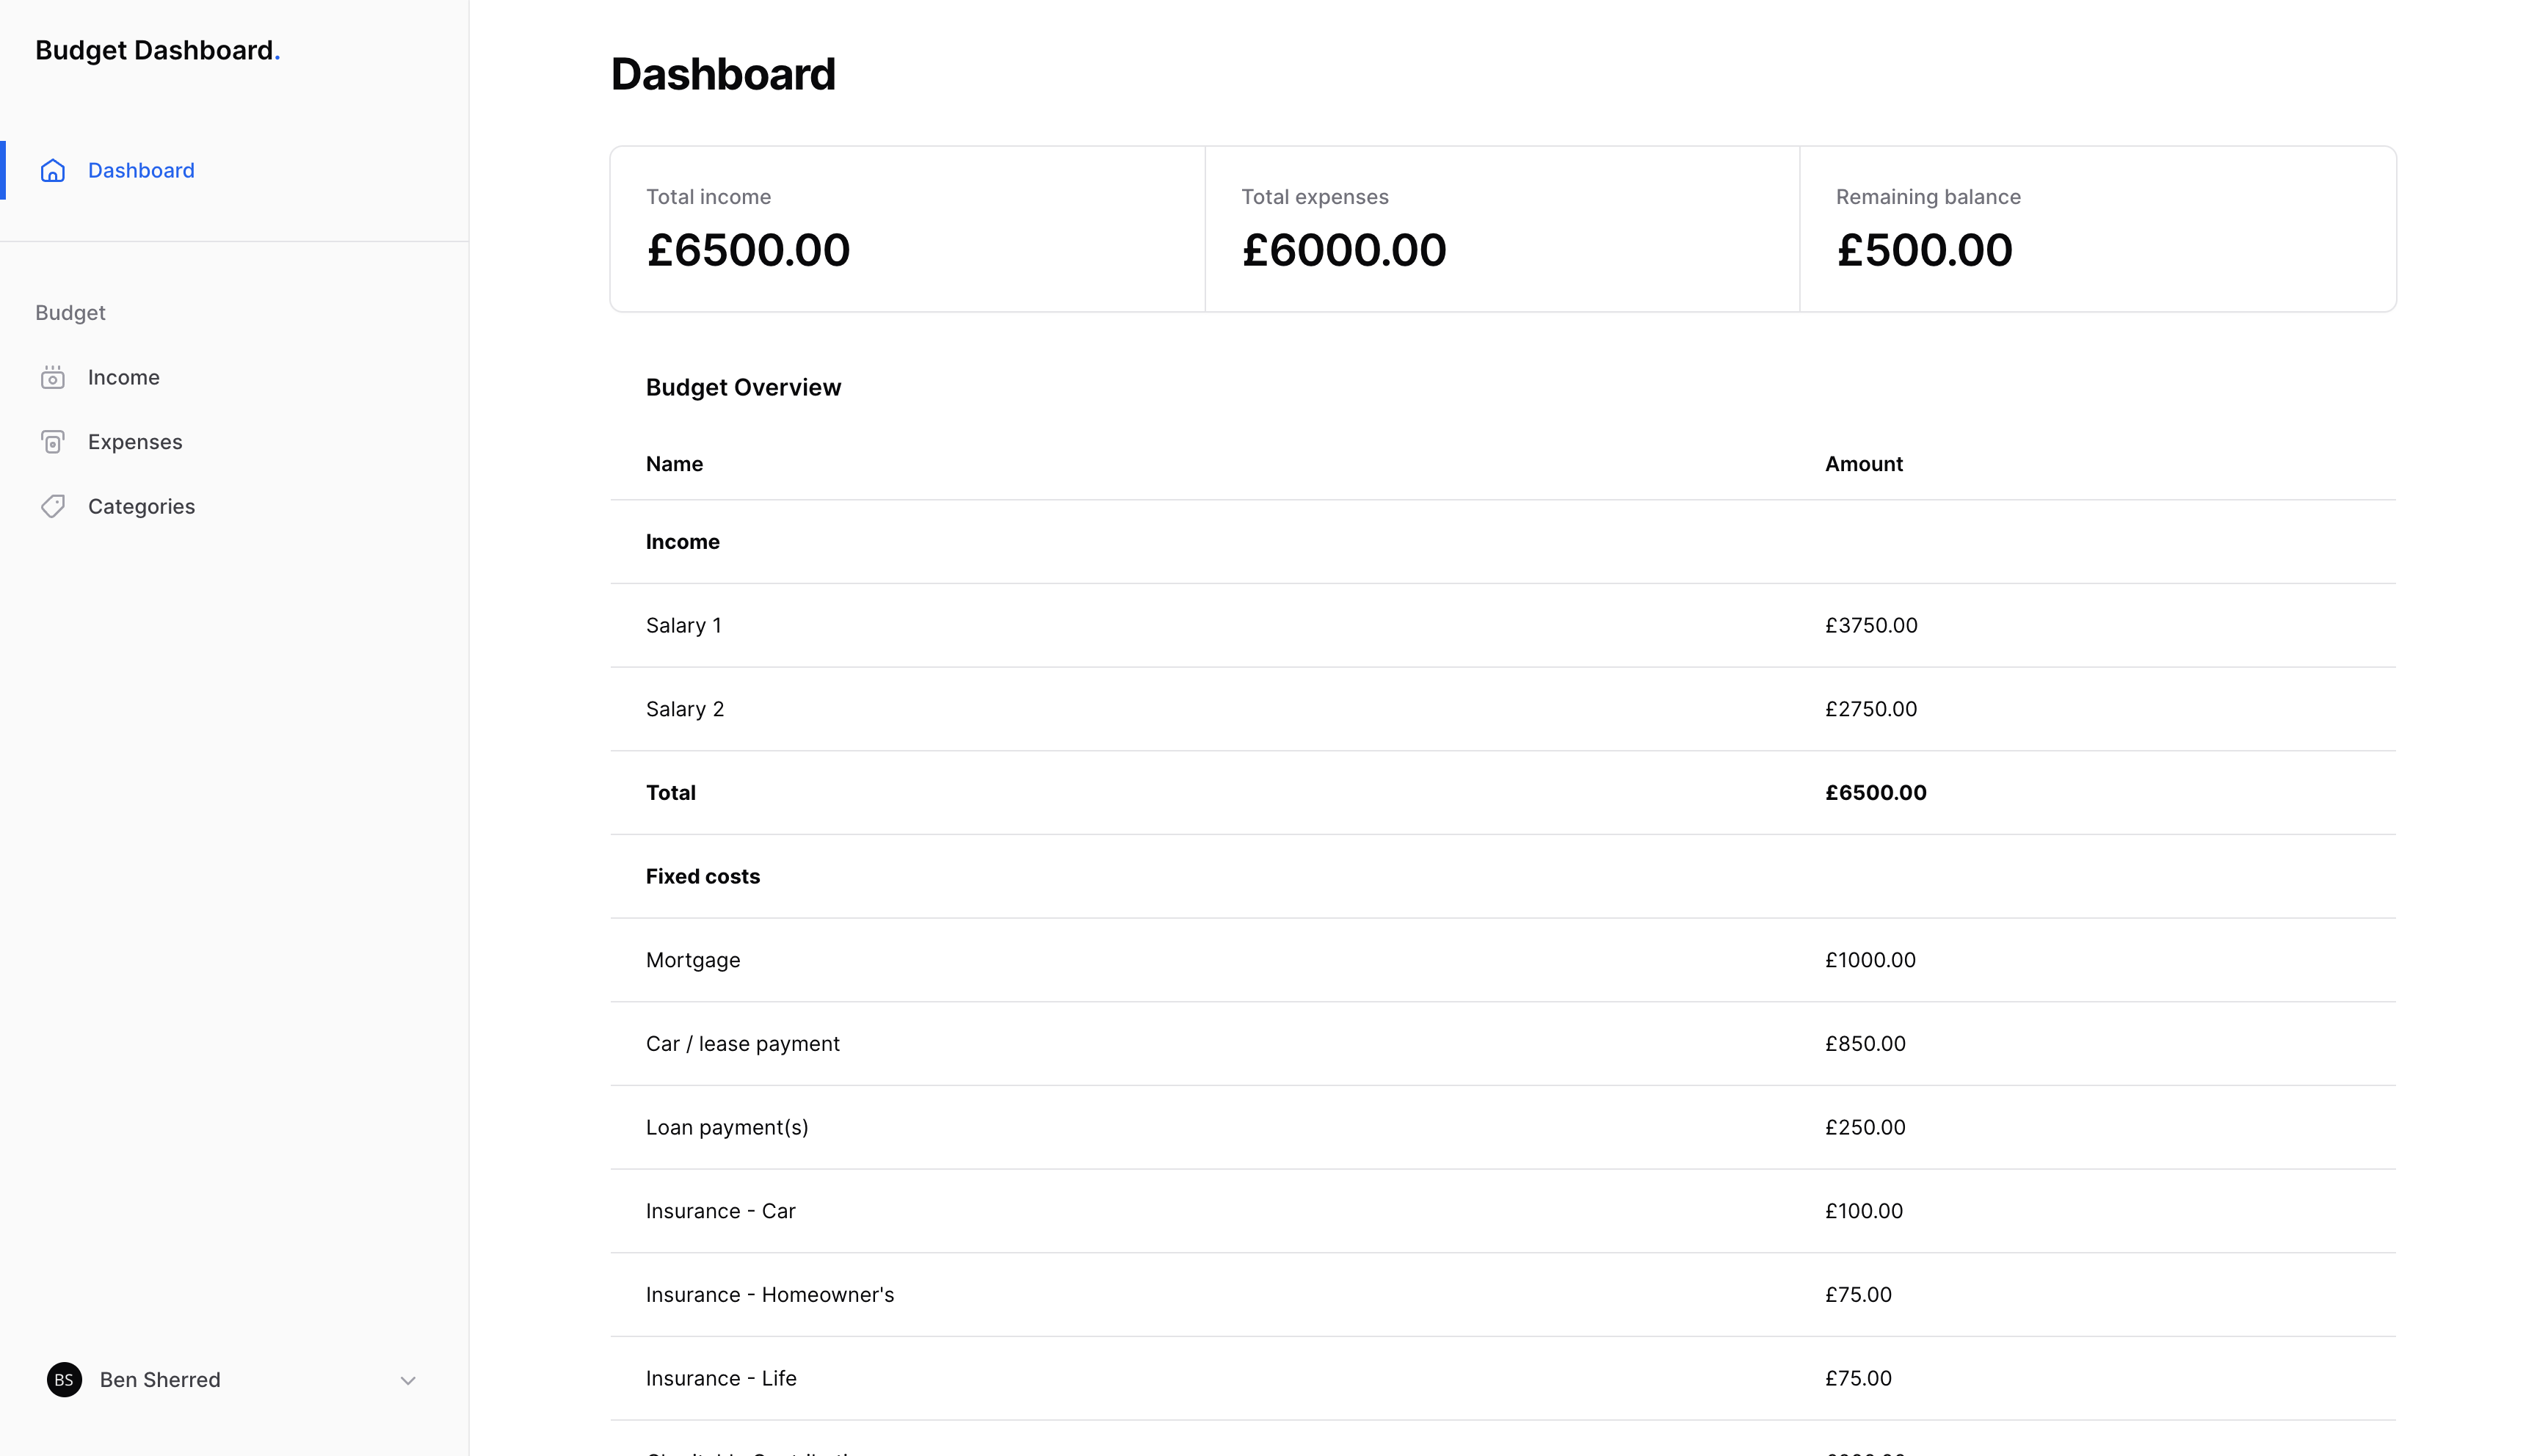 Budget Dashboard.
Dashboard
Budget
Income
Expenses
Categories
BS Ben Sherred
Dashboard
Total income
£6500.00
Total expenses
£6000.00
Remaining balance
£500.00
Budget Overview
Name Amount
Income
Salary 1 £3750.00
Salary 2 £2750.00
Total £6500.00
Fixed costs
Mortgage £1000.00
Car / lease payment £850.00
Loan payment(s) £250.00
Insurance - Car £100.00
Insurance - Homeowner's £75.00
Insurance - Life £75.00